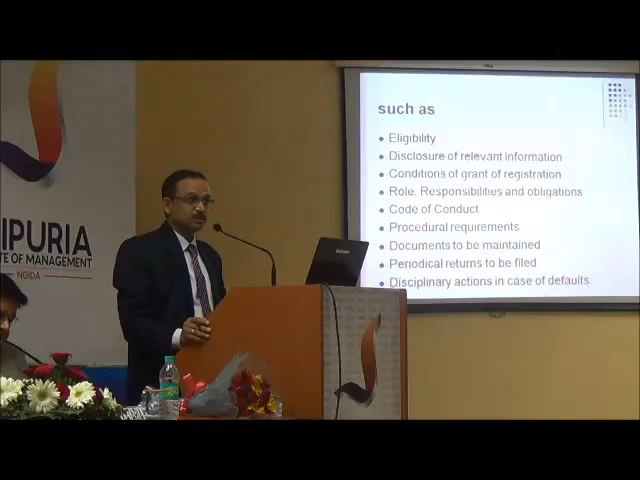 IPURIA
TE OF MANAGEMENT
NOIDA
such as
Eligibility
Disclosure of relevant information
Conditions of grant of registration
Role, Responsibilities and obligations
Code of Conduct
Procedural requirements
Documents to be maintained
Periodical returns to be filed
Disciplinary actions in case of defaults